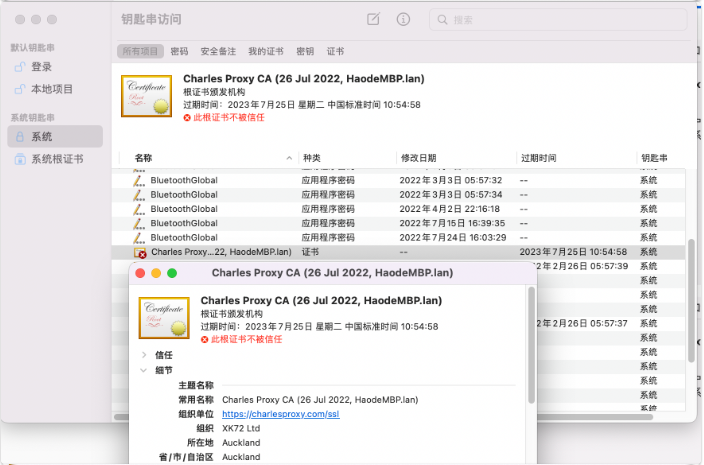 钥匙串访问
搜索
默认钥匙串
登录
本地项目
系统钥匙串
系统
系统根证书
所有项目 密码 安全备注 我的证书 密钥 证书
Certificate
Root
Charles Proxy CA (26 Jul 2022, HaodeMBP.lan)
根证书颁发机构
过期时间：2023年7月25日 星期二 中国标准时间 10:54:58
此根证书不被信任
名称 种类 修改日期 过期时间 钥匙串
BluetoothGlobal 应用程序密码 2022年3月3日 05:57:32 -- 系统
BluetoothGlobal 应用程序密码 2022年3月3日 05:57:34 -- 系统
BluetoothGlobal 应用程序密码 2022年4月2日 22:16:18 -- 系统
BluetoothGlobal 应用程序密码 2022年7月15日 16:39:35 -- 系统
BluetoothGlobal 应用程序密码 2022年7月24日 16:03:29 -- 系统
Charles Proxy...22, HaodeMBP.lan) 证书 -- 2023年7月25日 10:54:58 系统
2年2月26日 05:57:39 系统
系统
系统
系统
2年2月26日 05:57:37 系统
系统
系统
系统
系统
系统
系统
Charles Proxy CA (26 Jul 2022, HaodeMBP.lan)
Certificate
Root
Charles Proxy CA (26 Jul 2022, HaodeMBP.lan)
根证书颁发机构
过期时间：2023年7月25日 星期二 中国标准时间 10:54:58
此根证书不被信任
信任
细节
主题名称
常用名称 Charles Proxy CA (26 Jul 2022, HaodeMBP.lan)
组织单位 https://charlesproxy.com/ssl
组织 XK72 Ltd
所在地 Auckland
省/市/自治区 Auckland